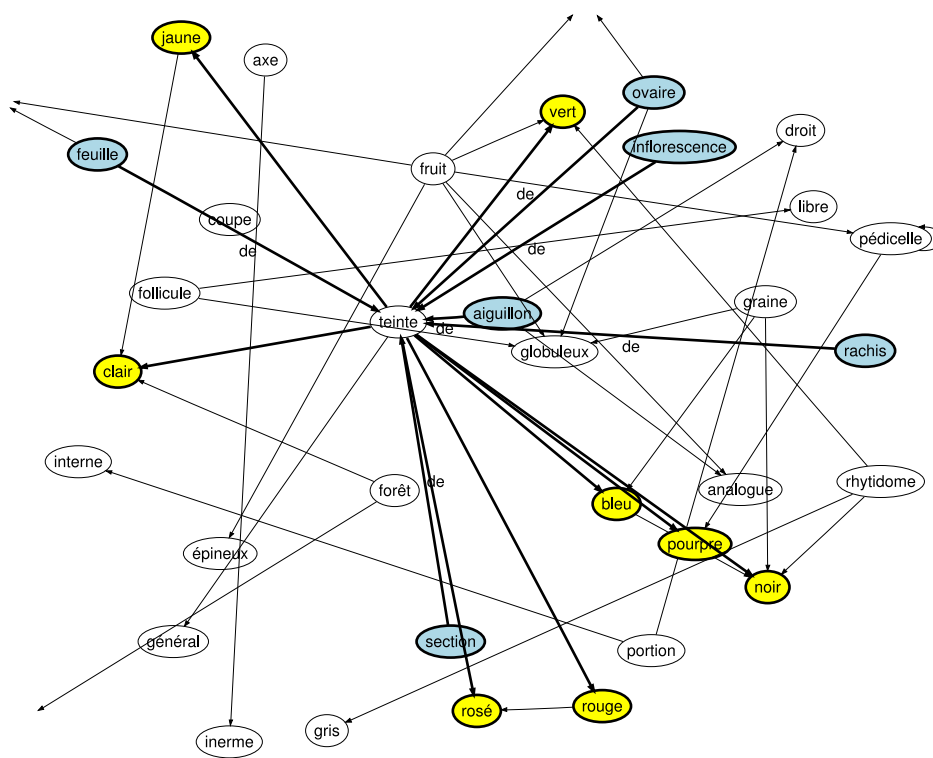 jaune
axe
ovaire
vert
droit
feuille
inflorescence
fruit
de
libre
coupe
pédicelle
de
de
follicule
graine
aiguillon
teinte
de
de
globuleux
rachis
clair
interne
de
forêt
analogue
rhytidome
bleu
pourpre
épineux
noir
général
section
portion
rosé
rouge
gris
inerme